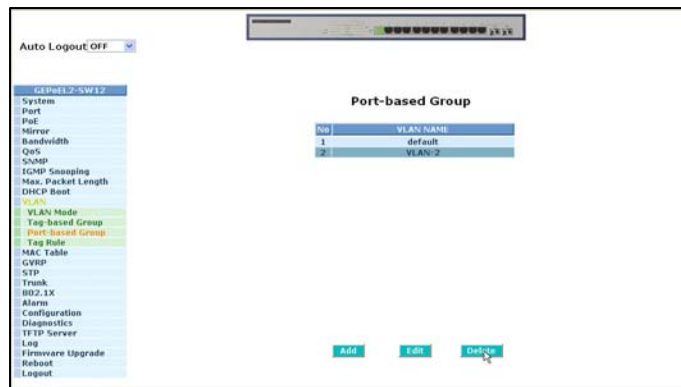 Auto Logout OFF
GEPoEL2-SW12
System
Port
PoE
Mirror
Bandwidth
QoS
SNMP
IGMP Snooping
Max. Packet Length
DHCP Boot
VLAN
VLAN Mode
Tag-based Group
Port-based Group
Tag Rule
MAC Table
GVRP
STP
Trunk
802.1X
Alarm
Configuration
Diagnostics
TFTP Server
Log
Firmware Upgrade
Reboot
Logout
Port-based Group
No VLAN NAME
1 default
2 VLAN-2
Add Edit Delete